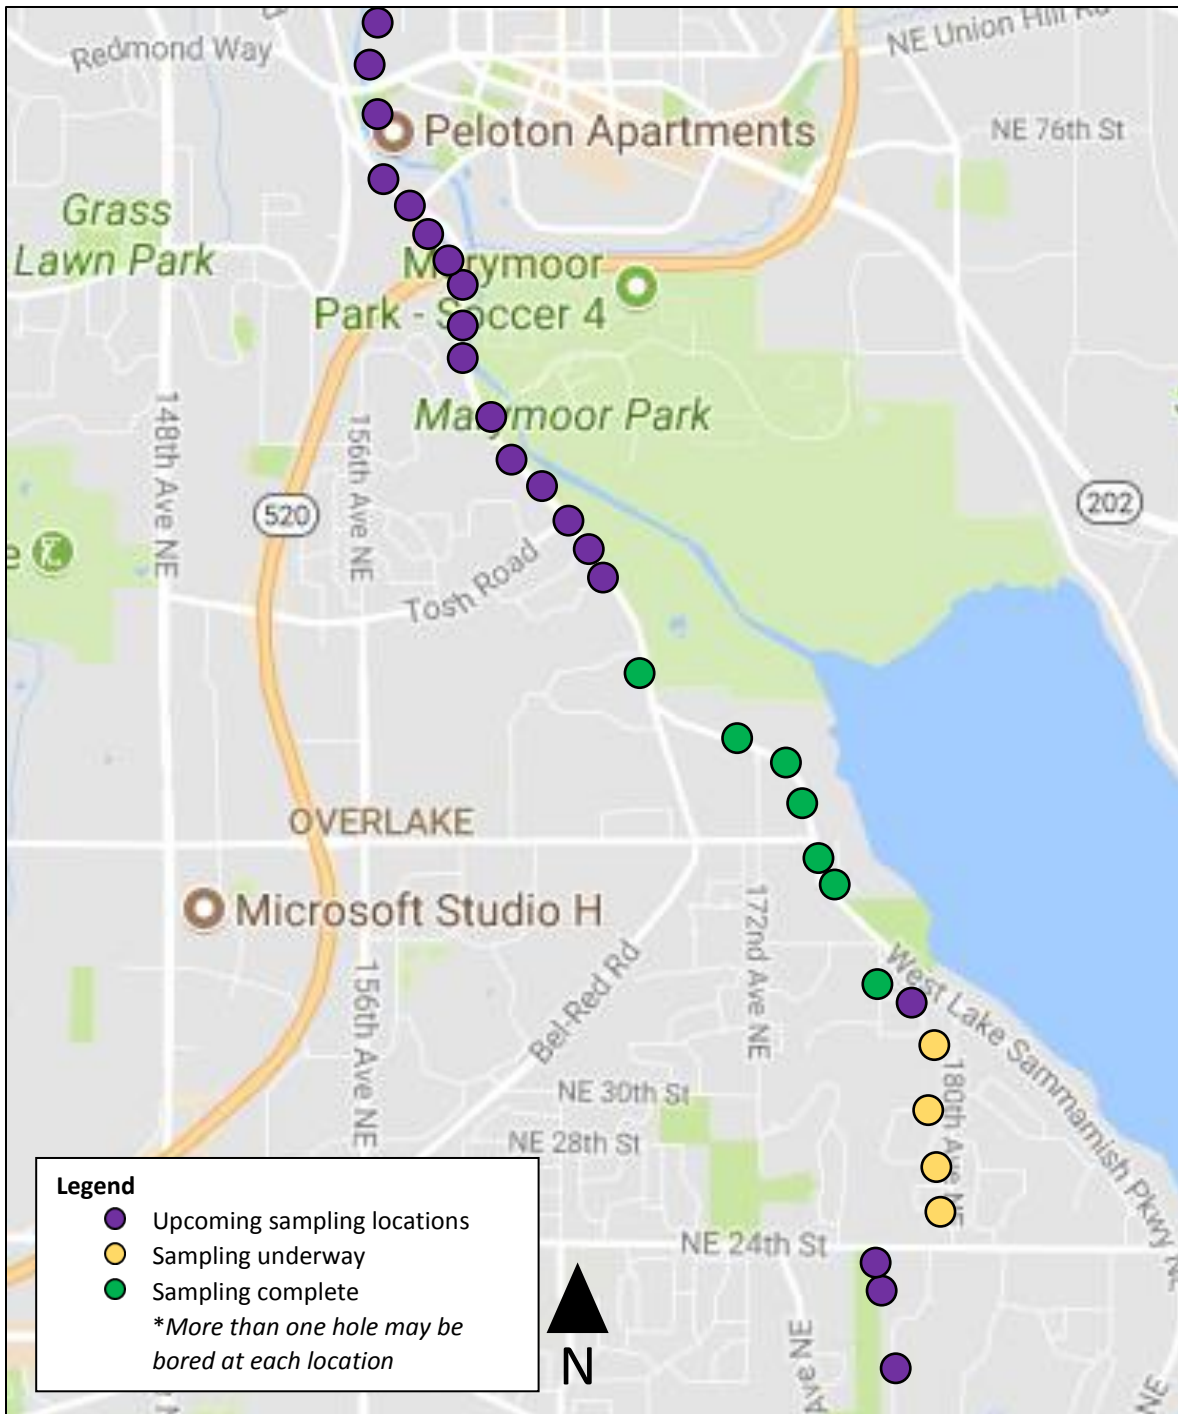 Redmond Way
NE Union Hill Rd
Peloton Apartments
NE 76th St
Grass
Lawn Park
Marymoor
Park - Soccer 4
148th Ave NE
156th Ave NE
Marymoor Park
520
202
e
Tosh Road
OVERLAKE
Microsoft Studio H
172nd Ave NE
156th Ave NE
Bel-Red Rd
West Lake Sammamish Pkwy NE
180th Ave NE
NE 30th St
NE 28th St
NE 24th St
Ave NE
NE
Legend
Upcoming sampling locations
Sampling underway
Sampling complete
*More than one hole may be
bored at each location
N